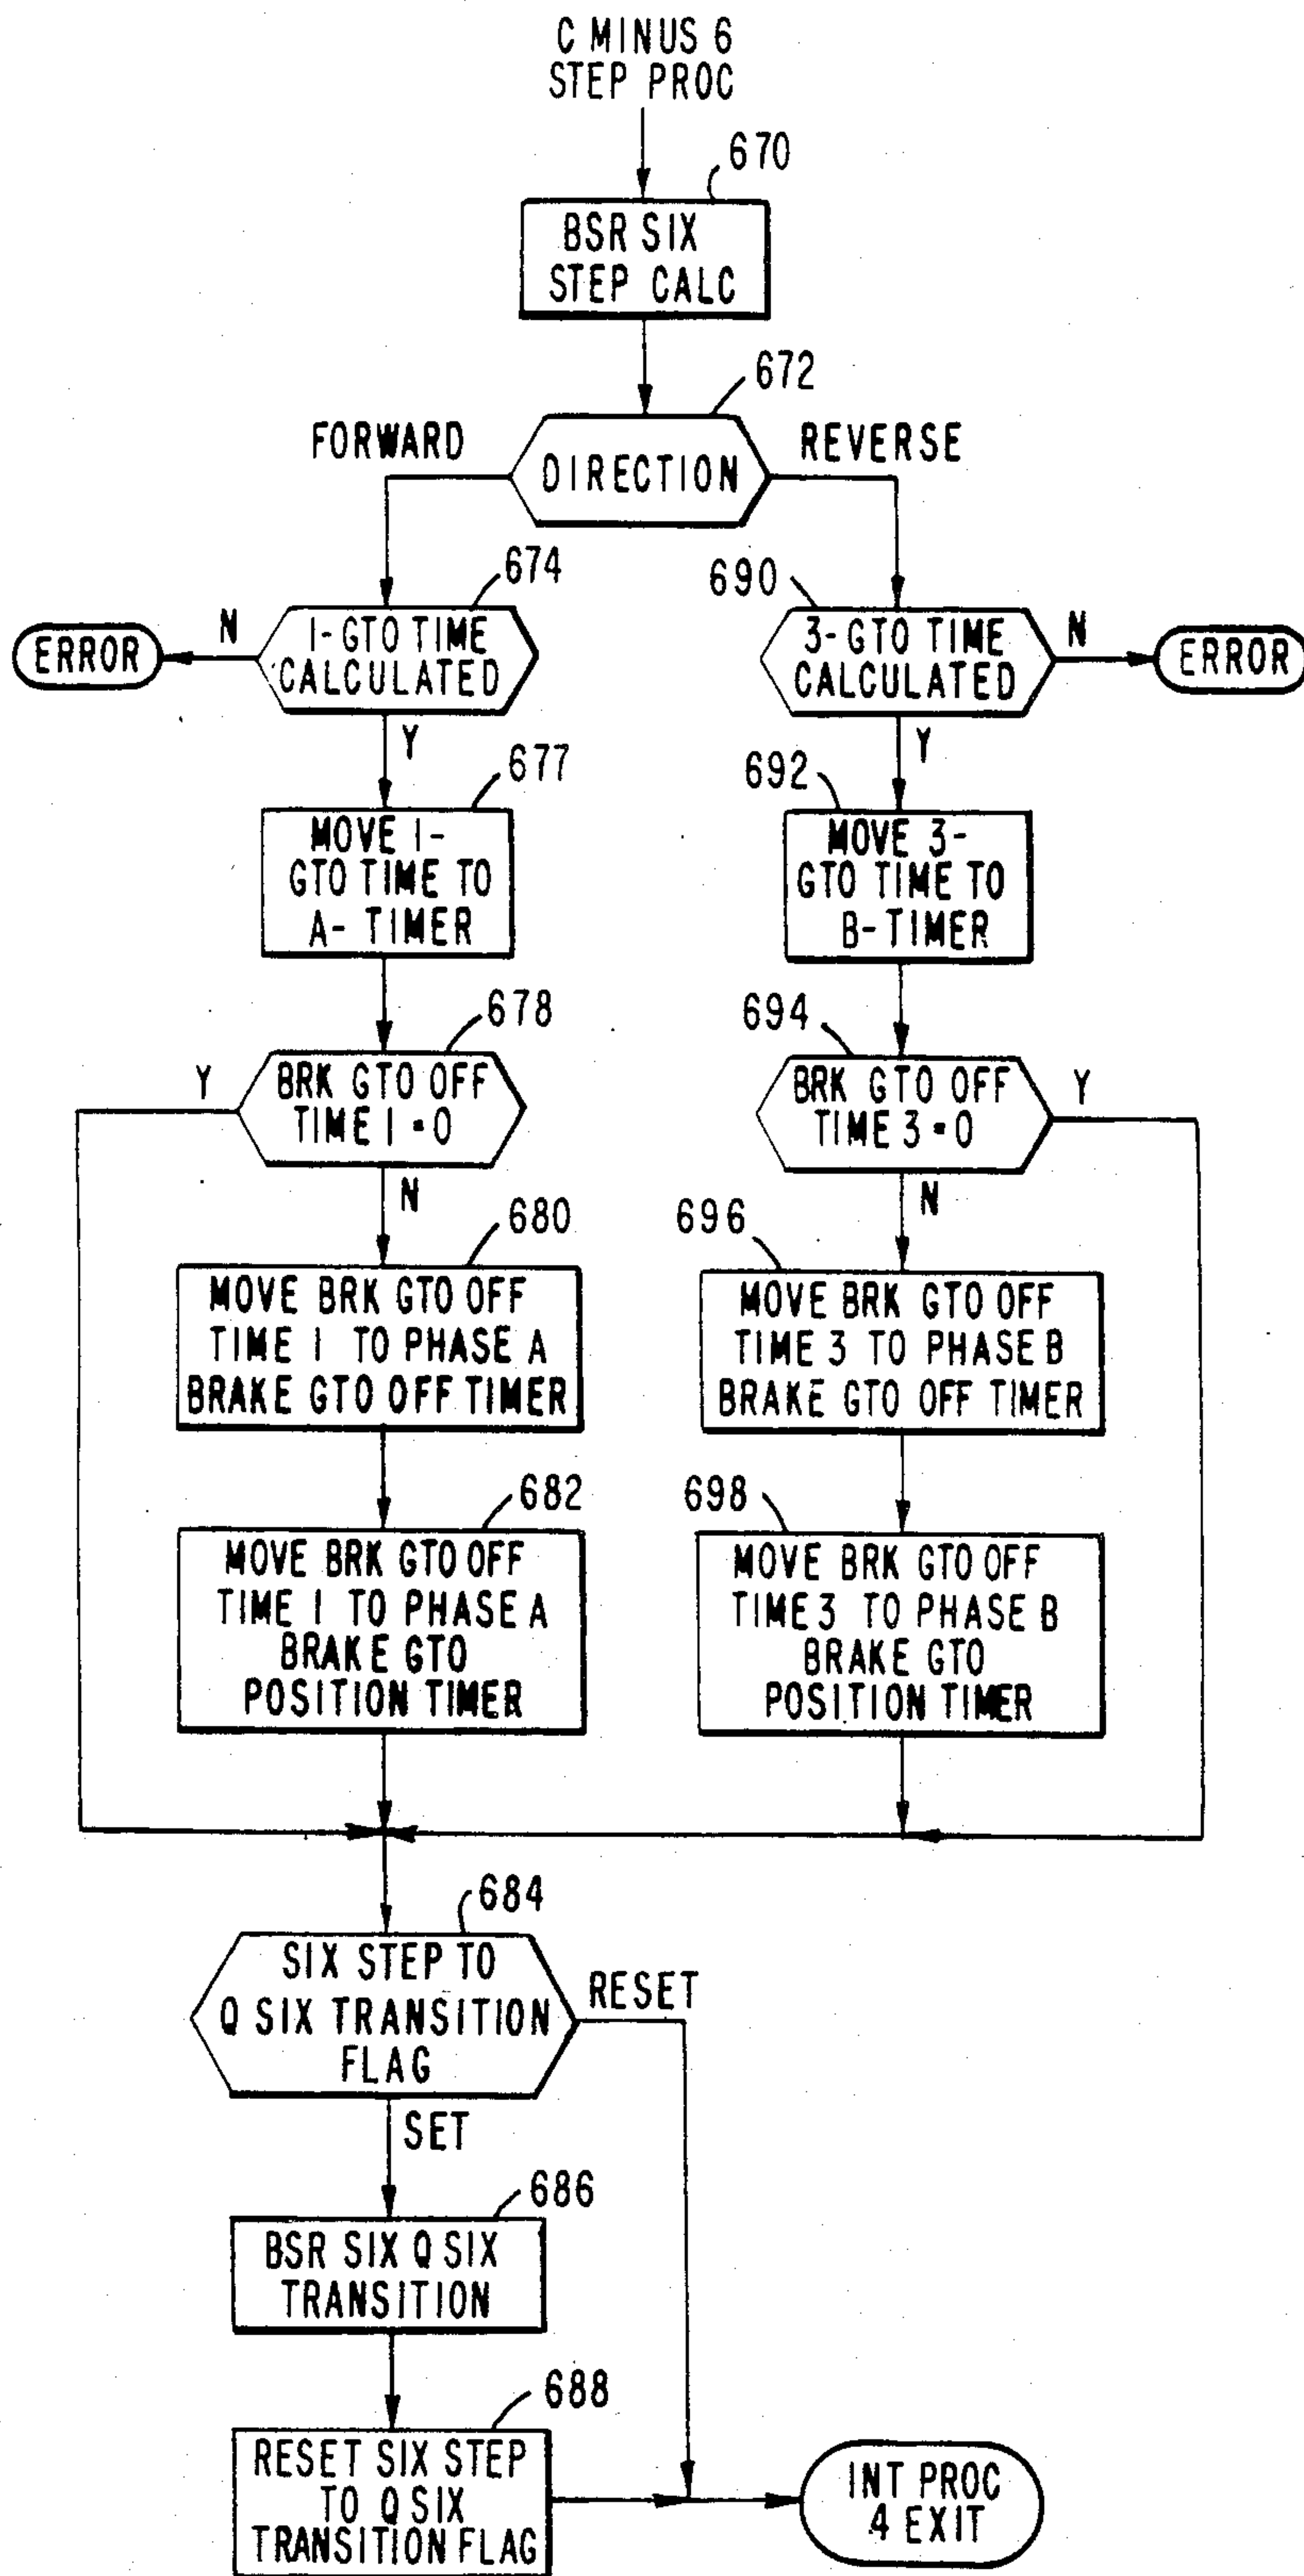 C MINUS 6
STEP PROC
670
BSR SIX
STEP CALC
672
FORWARD
DIRECTION
REVERSE
674
690
ERROR
N
1-GTO TIME
CALCULATED
3-GTO TIME
CALCULATED
N
ERROR
Y
Y
677
692
MOVE 1-
GTO TIME TO
A- TIMER
MOVE 3-
GTO TIME TO
B-TIMER
678
694
Y
BRK GTO OFF
TIME 1 = 0
BRK GTO OFF
TIME 3 = 0
Y
N
N
680
696
MOVE BRK GTO OFF
TIME 1 TO PHASE A
BRAKE GTO OFF TIMER
MOVE BRK GTO OFF
TIME 3 TO PHASE B
BRAKE GTO OFF TIMER
682
698
MOVE BRK GTO OFF
TIME 1 TO PHASE A
BRAKE GTO
POSITION TIMER
MOVE BRK GTO OFF
TIME 3 TO PHASE B
BRAKE GTO
POSITION TIMER
684
SIX STEP TO
Q SIX TRANSITION
FLAG
RESET
SET
686
BSR SIX Q SIX
TRANSITION
688
RESET SIX STEP
TO Q SIX
TRANSITION FLAG
INT PROC
4 EXIT